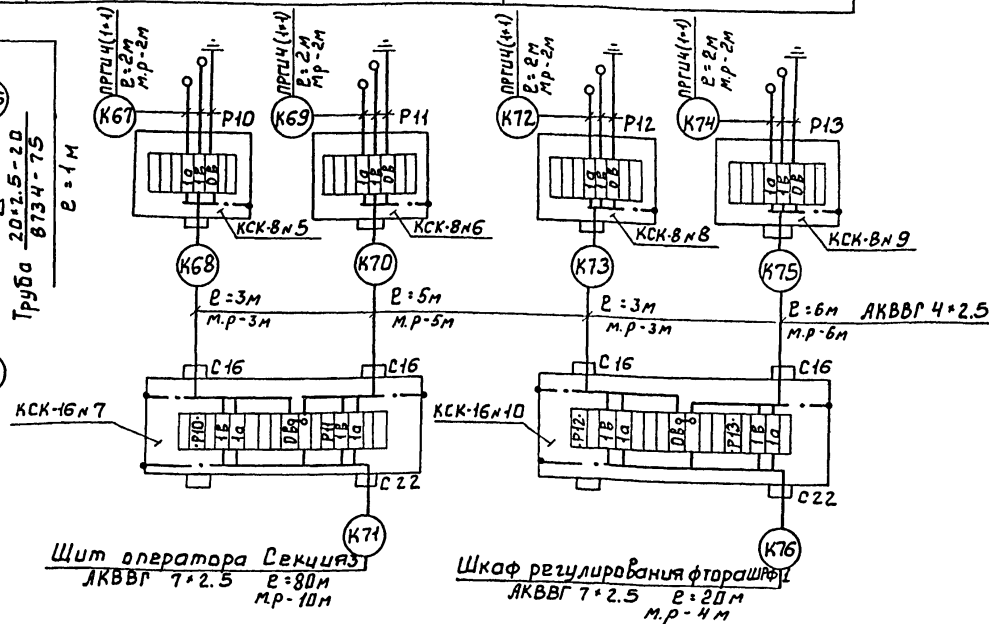 Труба 20*2.5-20
8734-75
ℓ=1м
ПРГИ4(1*1)
ℓ=2м
м.р-2м
К67
Р10
ПРГИ4(1*1)
ℓ=2м
м.р-2м
К69
Р11
ПРГИ4(1*1)
ℓ=2м
м.р-2м
К72
Р12
ПРГИ4(1*1)
ℓ=2м
м.р-2м
К74
Р13
1а 1в 0в
1а 1в 0в
1а 1в 0в
1а 1в 0в
КСК-8№5
КСК-8№6
КСК-8№8
КСК-8№9
К68
К70
К73
К75
ℓ=3м
м.р-3м
ℓ=5м
м.р-5м
ℓ=3м
м.р-3м
ℓ=6м
м.р-6м
АКВВГ 4*2.5
С16
С16
С16
С16
КСК-16№7
КСК-16№10
·Р10· 1в 1а 0вд Р11 1в 1а
·Р12· 1в 1а 0вд ·Р13· 1в 1а
С22
С22
К71
К76
Щит оператора Секция3
АКВВГ 7*2.5 ℓ=80м
м.р-10м
Шкаф регулирования фтора
АКВВГ 7*2.5 ℓ=20м
м.р-4м